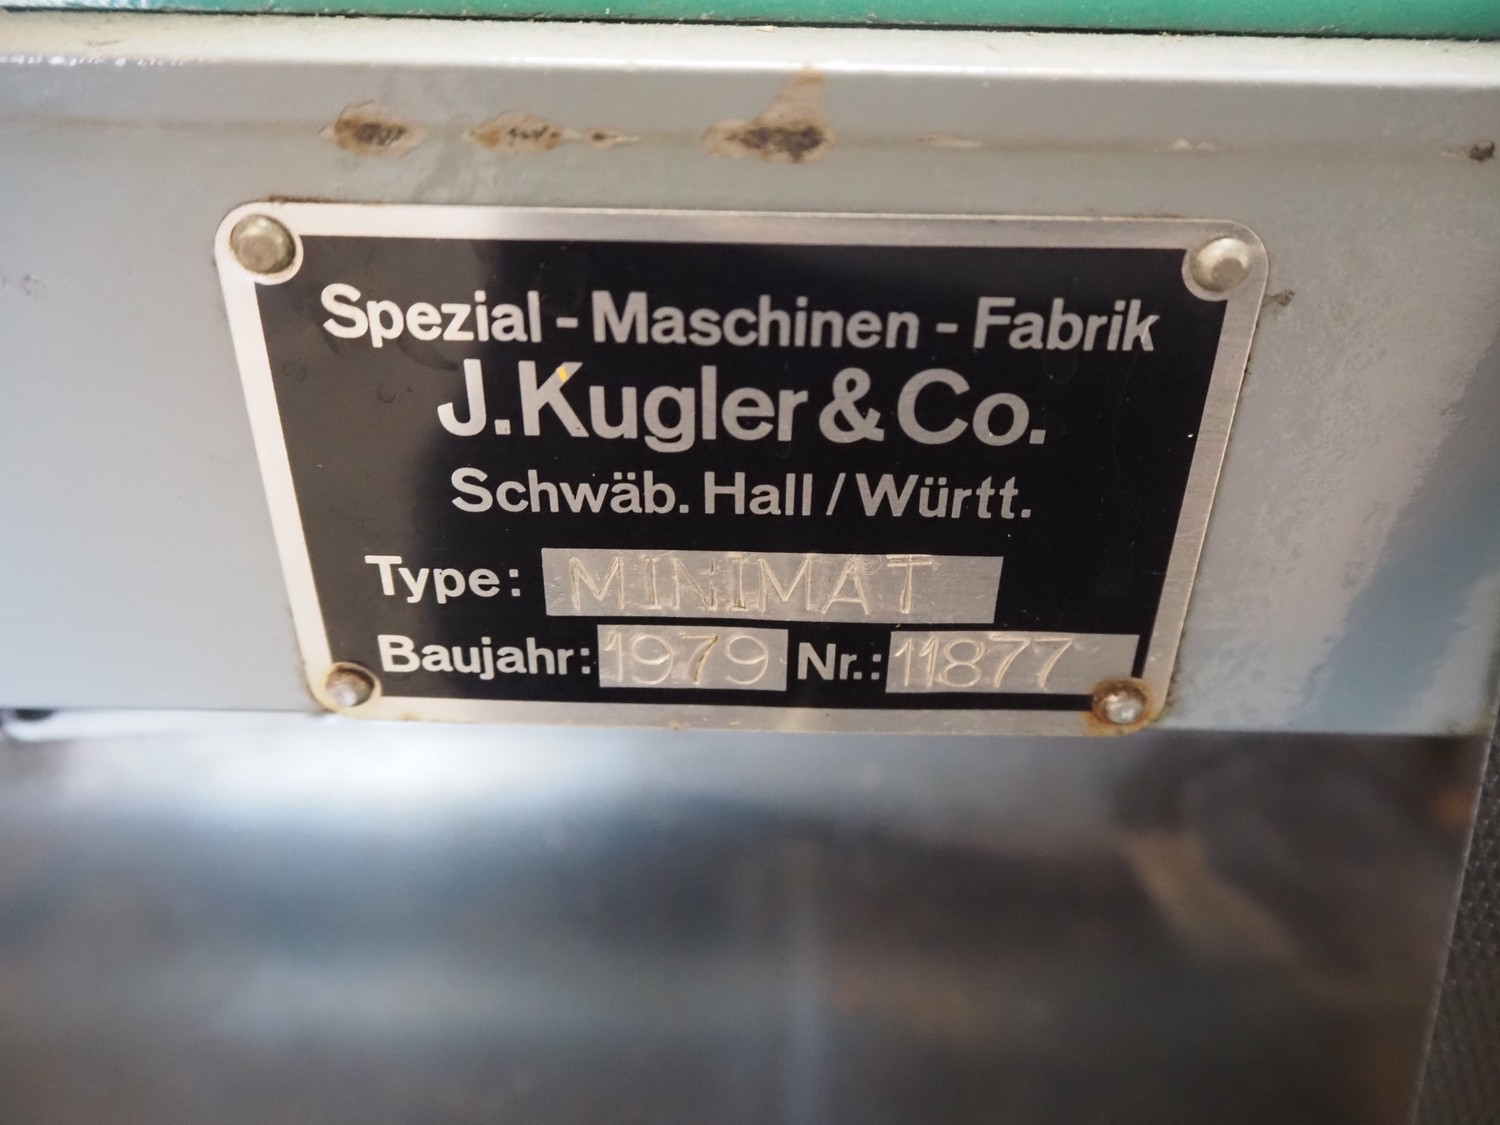 Spezial - Maschinen - Fabrik
J. Kugler & Co.
Schwäb. Hall / Württ.
Type: MINIMAT
Baujahr: 1979 Nr.: 11877